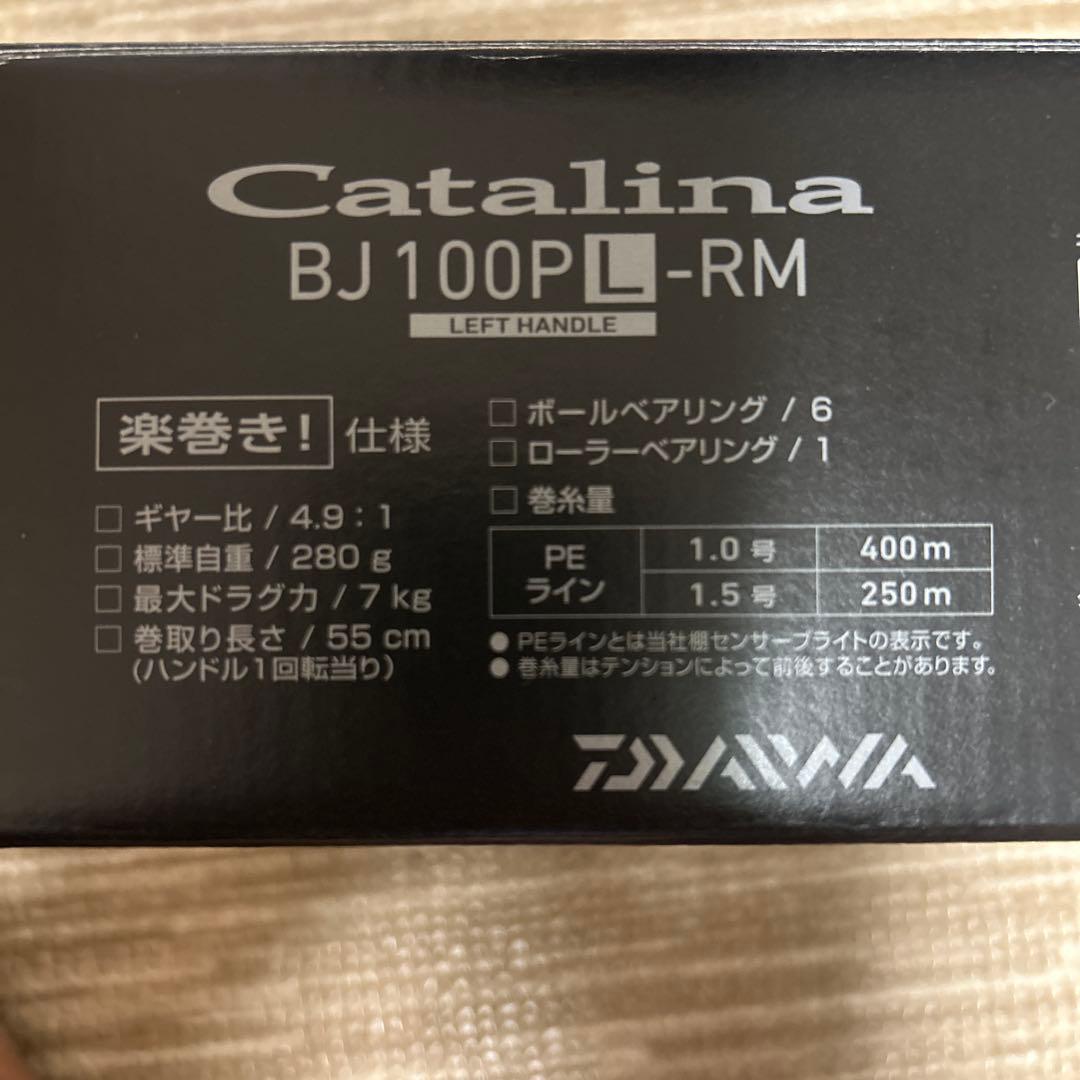 Catalina
BJ 100P L -RM
LEFT HANDLE
楽巻き! 仕様
□ ギヤー比 / 4.9:1
□ 標準自重 / 280 g
□ 最大ドラグ力 / 7 kg
□ 巻取り長さ / 55 cm
(ハンドル1回転当り)
□ ボールベアリング / 6
□ ローラーベアリング / 1
□ 巻糸量
PE
ライン
1.0 号 400m
1.5 号 250m
● PEラインとは当社棚センサーブライトの表示です。
● 巻糸量はテンションによって前後することがあります。
DAIWA